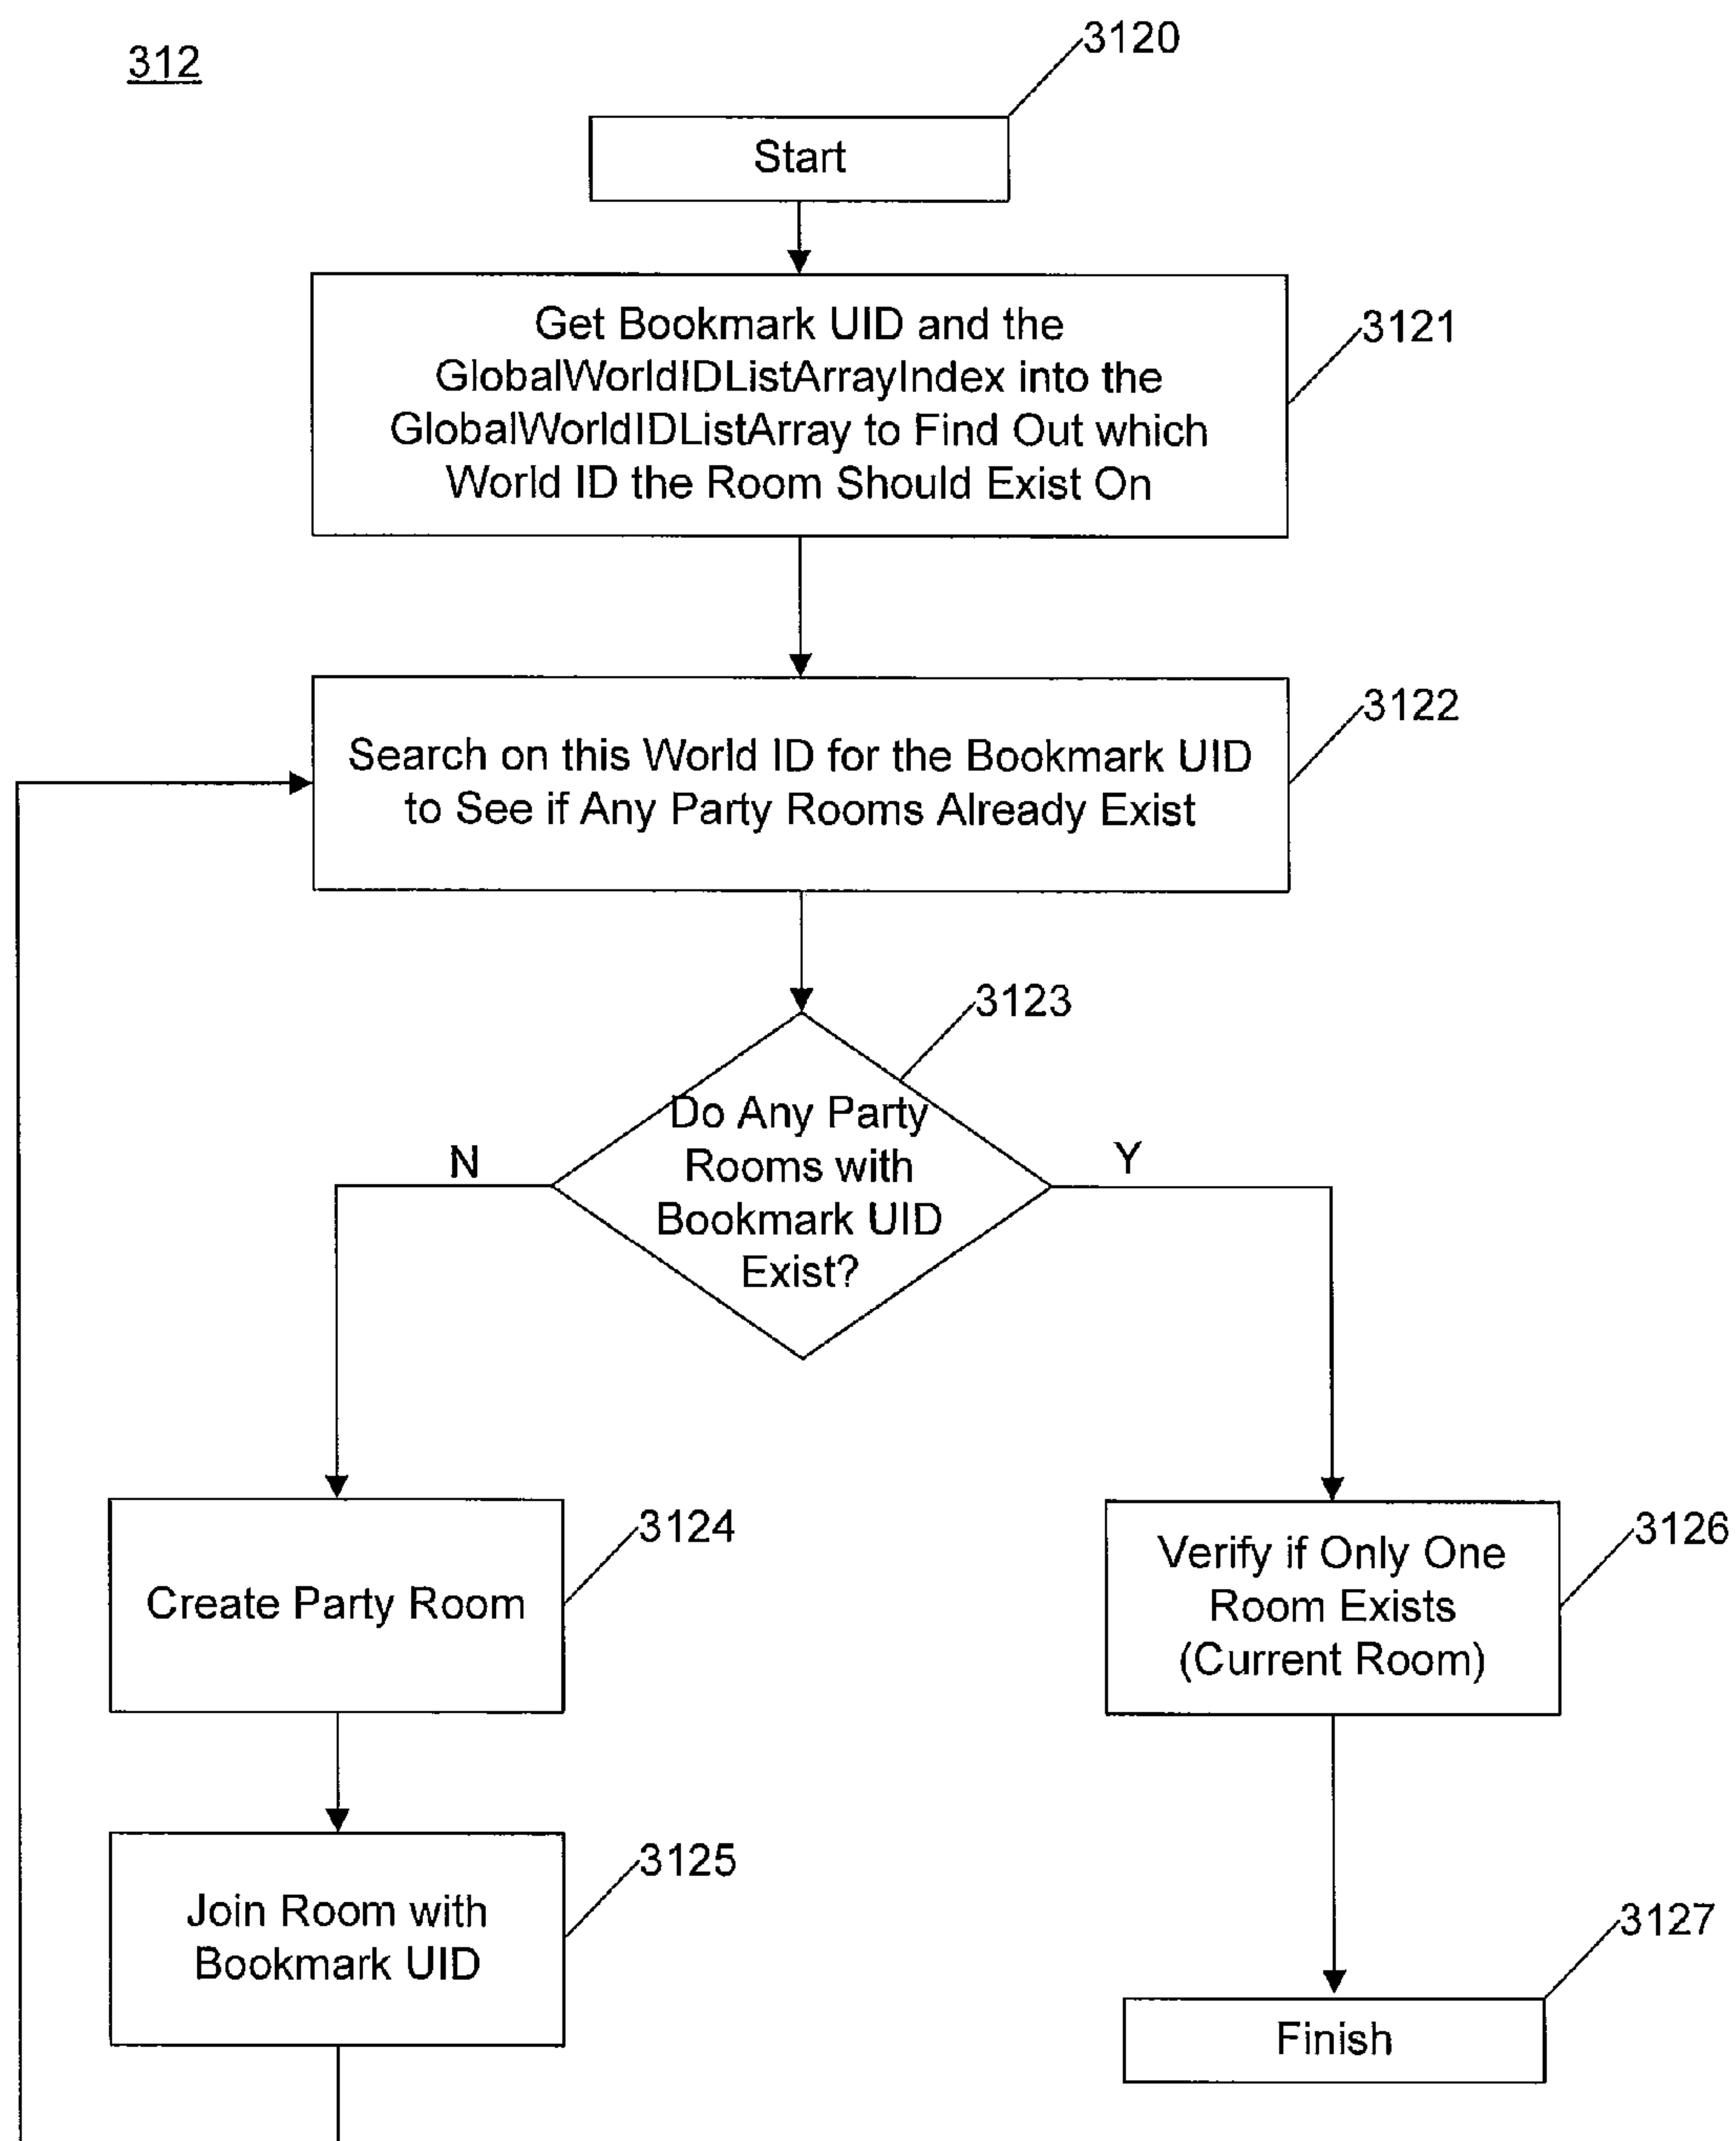 312
3120
Start
Get Bookmark UID and the
GlobalWorldIDListArrayIndex into the
GlobalWorldIDListArray to Find Out which
World ID the Room Should Exist On
3121
Search on this World ID for the Bookmark UID
to See if Any Party Rooms Already Exist
3122
3123
Do Any Party
Rooms with
Bookmark UID
Exist?
N
Y
Create Party Room
3124
Verify if Only One
Room Exists
(Current Room)
3126
Join Room with
Bookmark UID
3125
3127
Finish